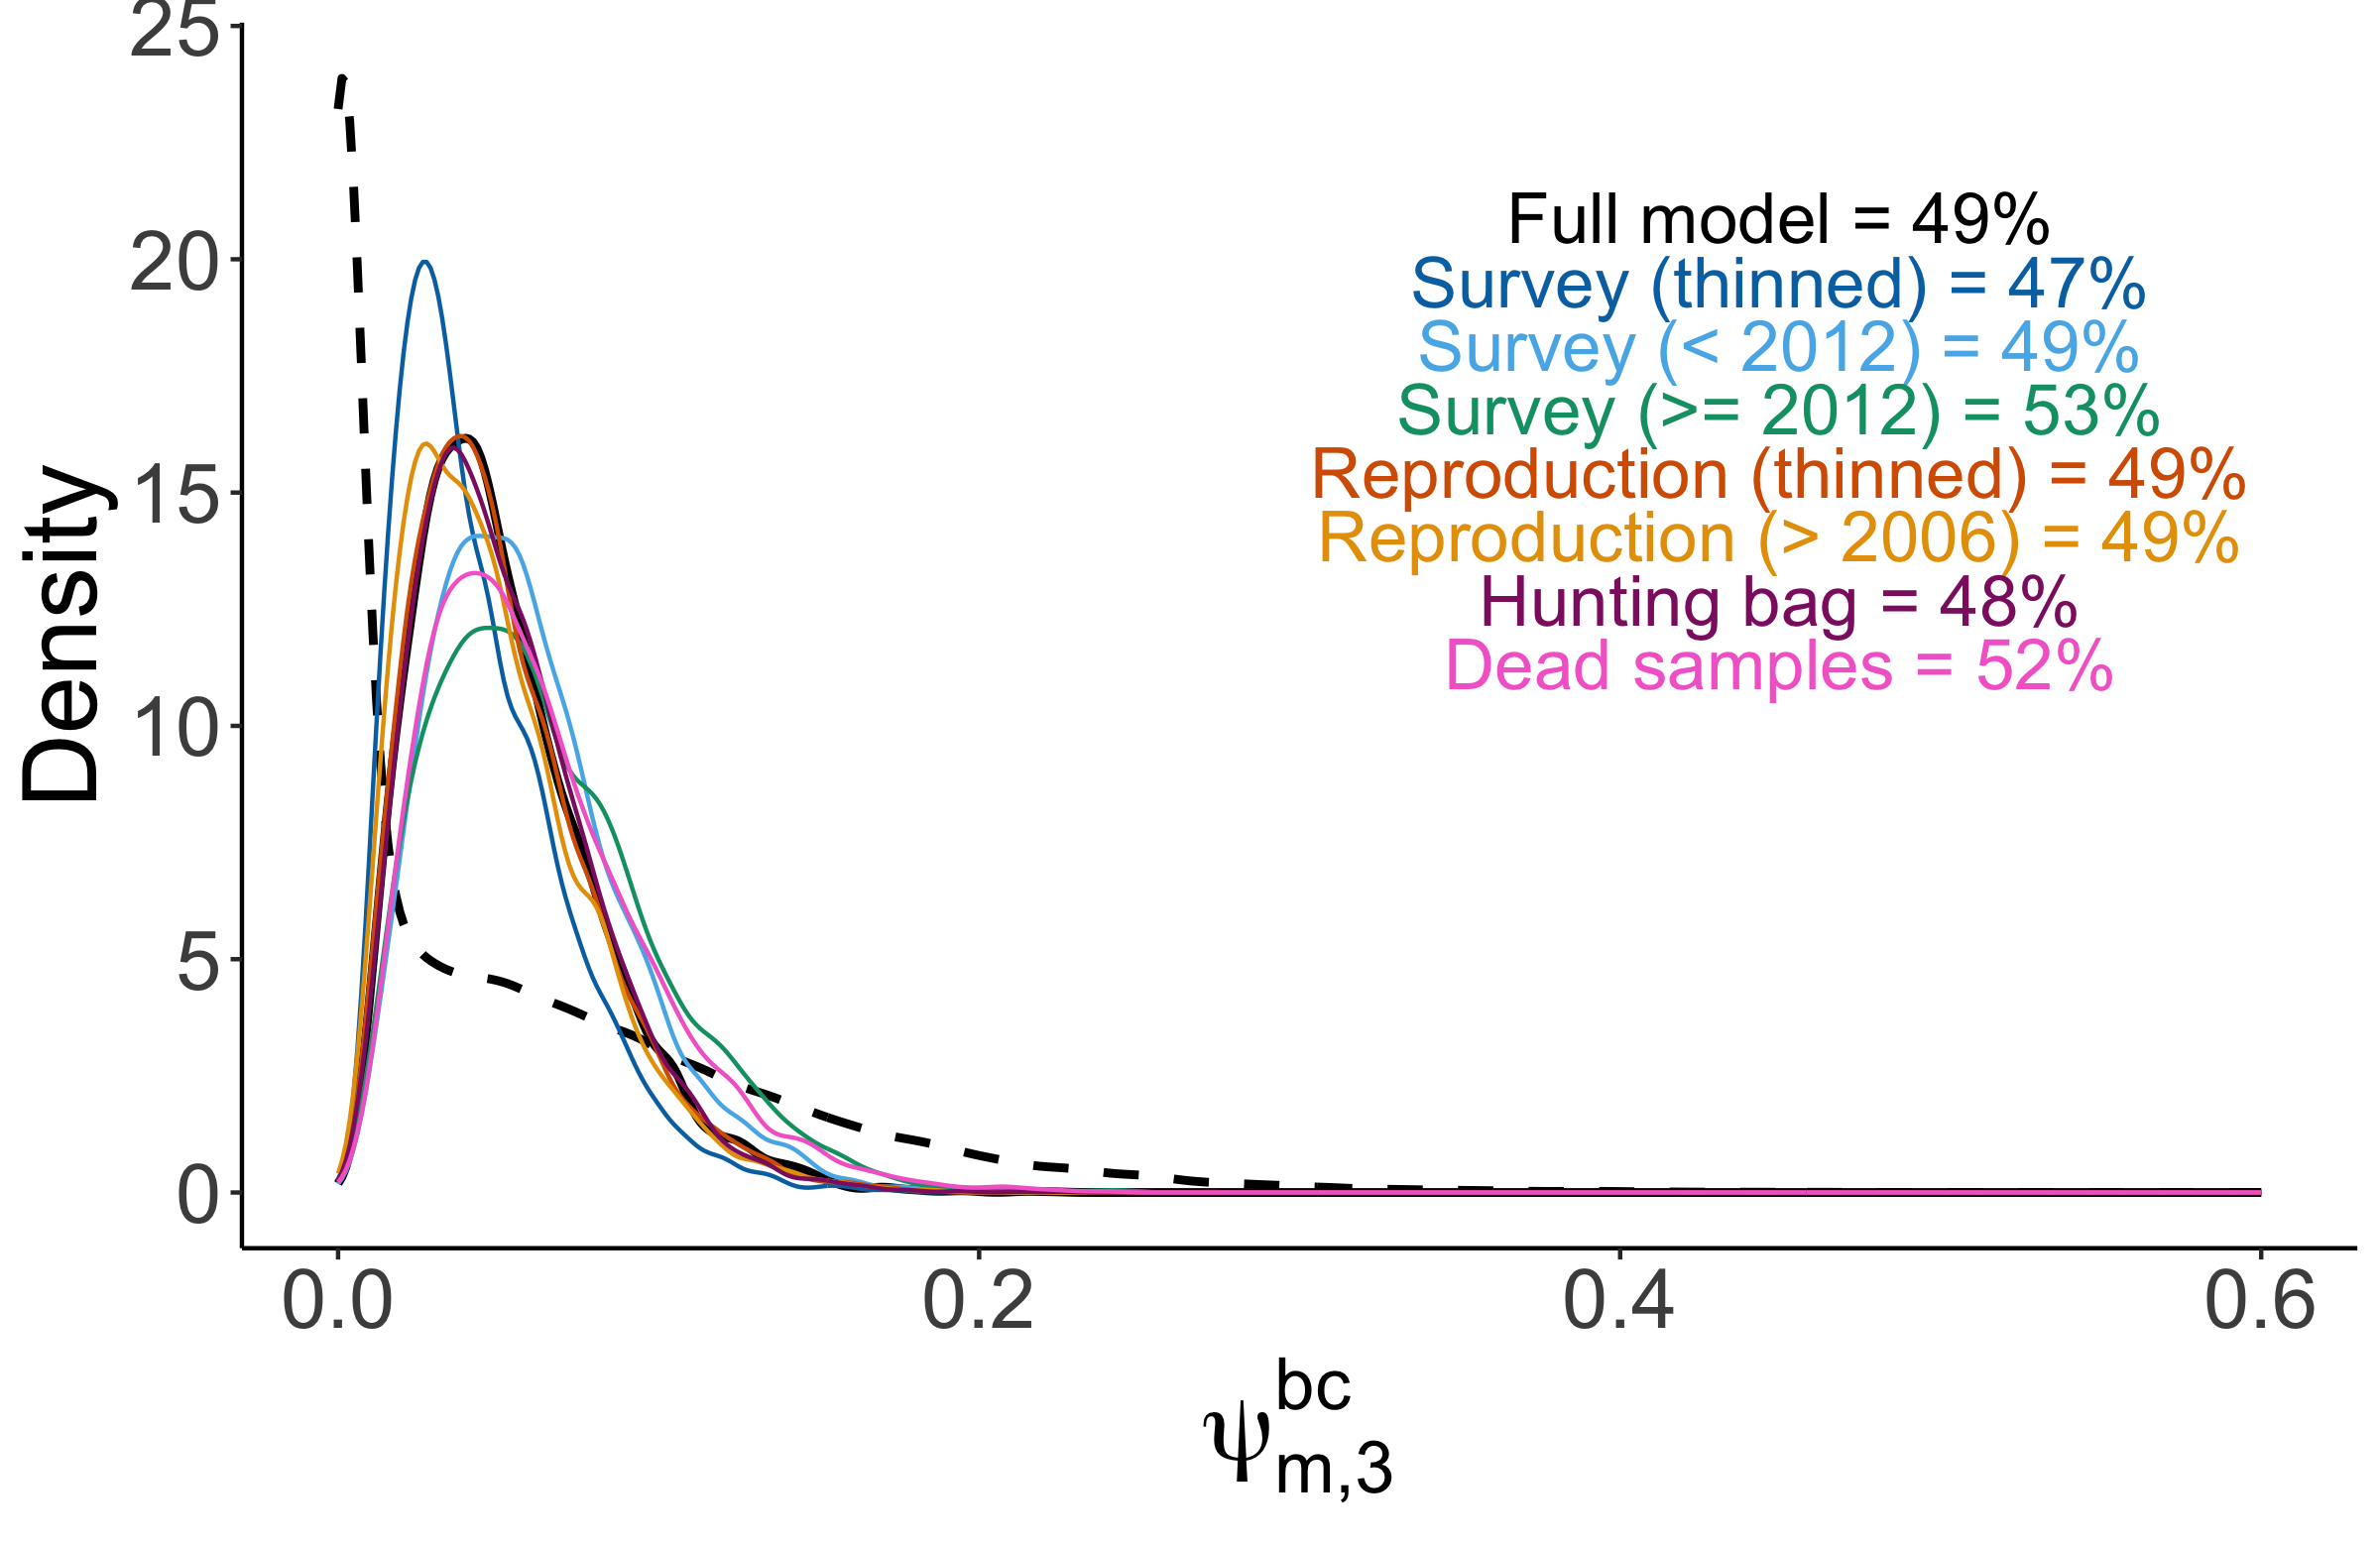 25
20
15
10
5
0
Density
Full model = 49%
Survey (thinned) = 47%
Survey (< 2012) = 49%
Survey (>= 2012) = 53%
Reproduction (thinned) = 49%
Reproduction (> 2006) = 49%
Hunting bag = 48%
Dead samples = 52%
0.0 0.2 0.4 0.6
ψ bc m,3